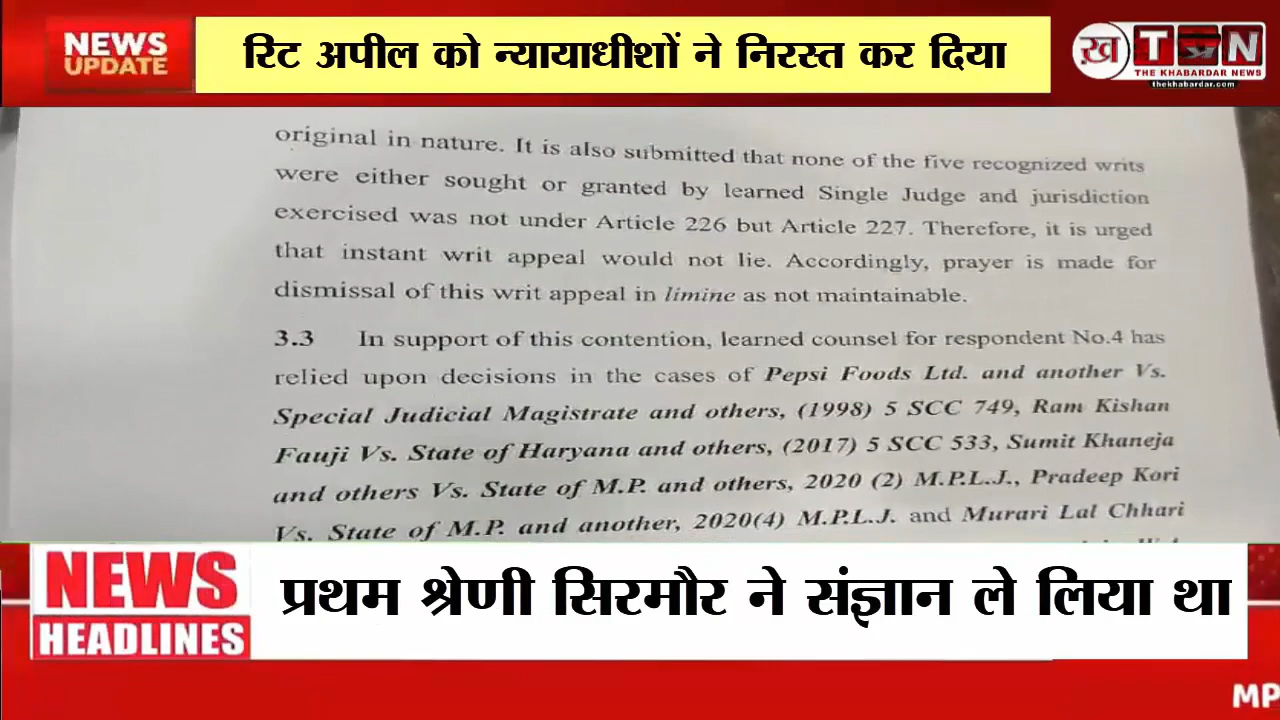 NEWS
UPDATE
रिट अपील को न्यायाधीशों ने निरस्त कर दिया
ख़
TKN
THE KHABARDAR NEWS
thekhabardar.com
original in nature. It is also submitted that none of the five recognized writs
were either sought or granted by learned Single Judge and jurisdiction
exercised was not under Article 226 but Article 227. Therefore, it is urged
that instant writ appeal would not lie. Accordingly, prayer is made for
dismissal of this writ appeal in limine as not maintainable.
3.3 In support of this contention, learned counsel for respondent No.4 has
relied upon decisions in the cases of Pepsi Foods Ltd. and another Vs.
Special Judicial Magistrate and others, (1998) 5 SCC 749, Ram Kishan
Fauji Vs. State of Haryana and others, (2017) 5 SCC 533, Sumit Khaneja
and others Vs. State of M.P. and others, 2020 (2) M.P.L.J., Pradeep Kori
Vs. State of M.P. and another, 2020(4) M.P.L.J. and Murari Lal Chhari
NEWS
HEADLINES
प्रथम श्रेणी सिरमौर ने संज्ञान ले लिया था
MP